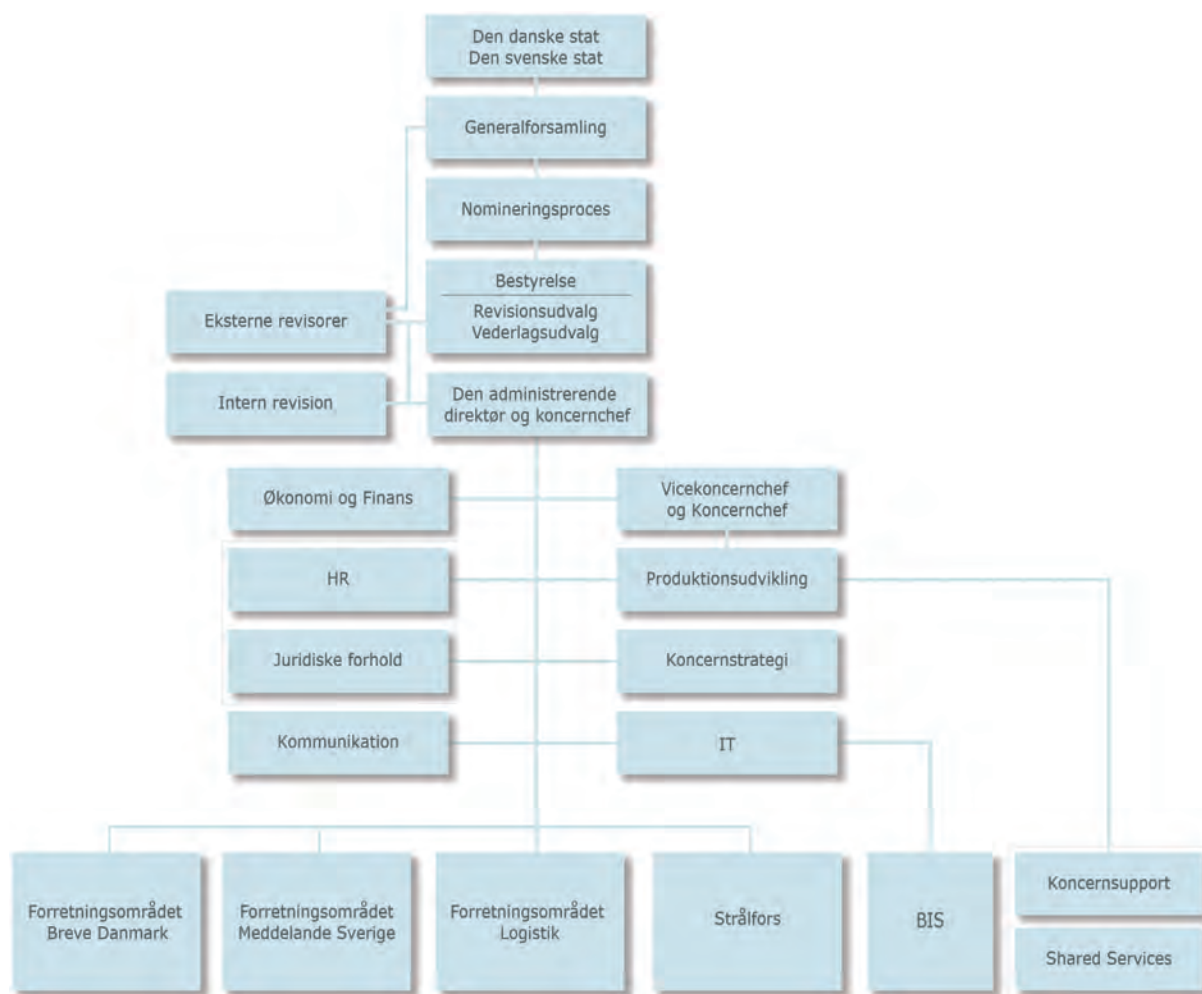 Den danske stat
Den svenske stat
Generalforsamling
Nomineringsproces
Bestyrelse
Revisionsudvalg
Vederlagsudvalg
Eksterne revisorer
Intern revision
Den administrerende
direktør og koncernchef
Økonomi og Finans
Vicekoncernchef
og Koncernchef
HR
Produktionsudvikling
Juridiske forhold
Koncernstrategi
Kommunikation
IT
Forretningsområdet
Breve Danmark
Forretningsområdet
Meddelande Sverige
Forretningsområdet
Logistik
Strålfors
BIS
Koncernsupport
Shared Services